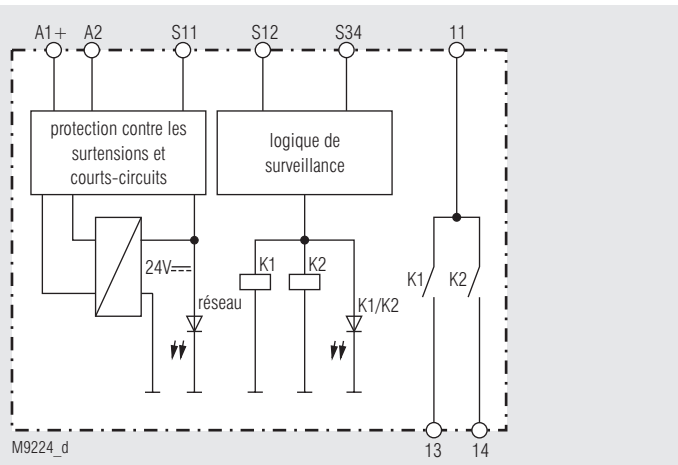 A1+ A2 S11 S12 S34 11
protection contre les
surtensions et
courts-circuits
logique de
surveillance
24V
K1
K2
réseau
K1/K2
K1
K2
13 14
M9224_d